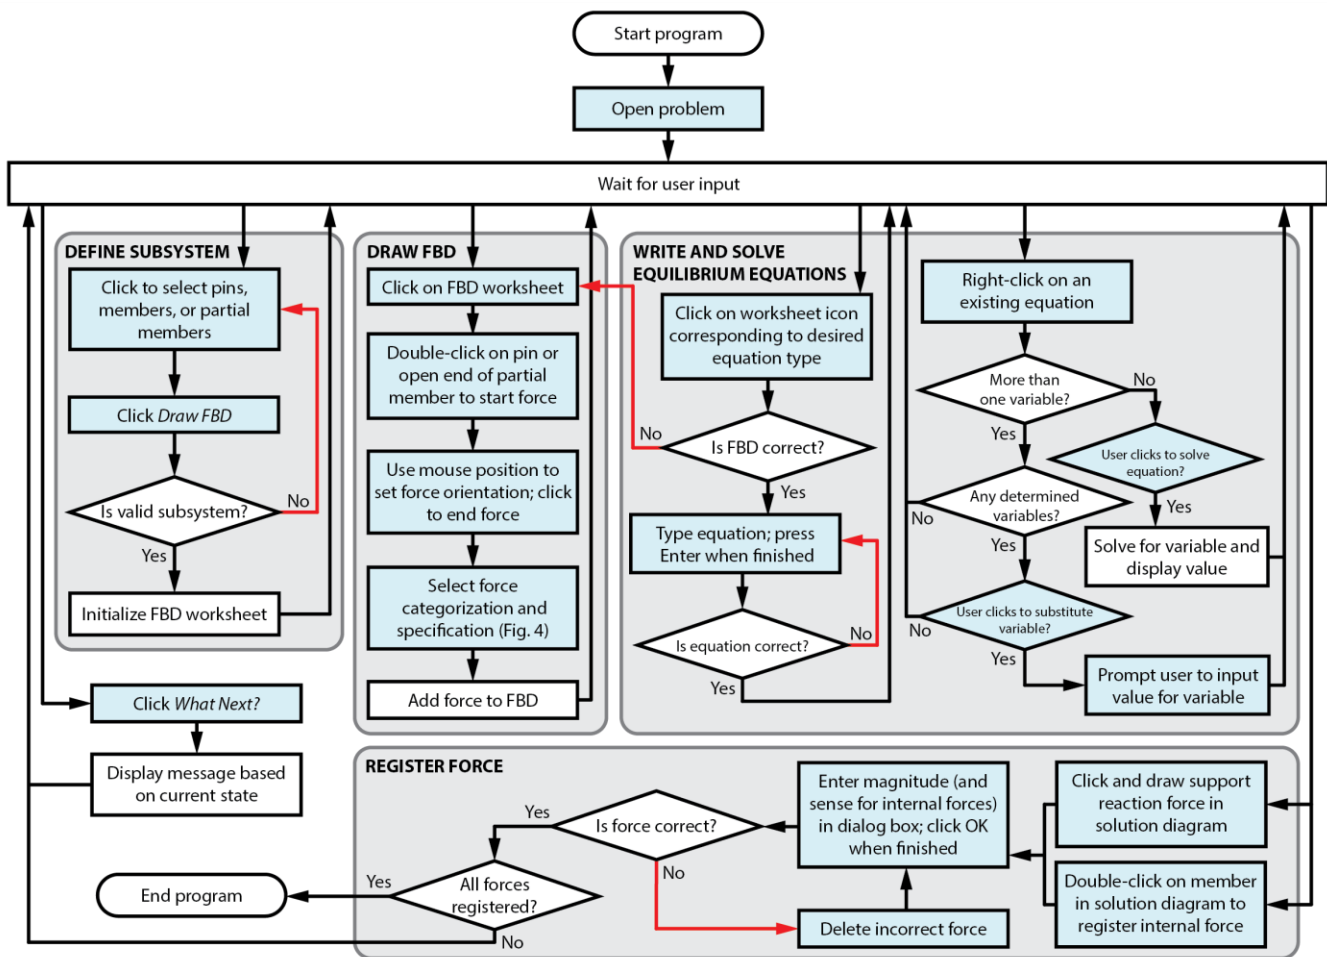 Start program
Open problem
Wait for user input
DEFINE SUBSYSTEM
Click to select pins,
members, or partial
members
Click Draw FBD
Is valid subsystem?
No
Yes
Initialize FBD worksheet
Click What Next?
Display message based
on current state
DRAW FBD
Click on FBD worksheet
Double-click on pin or
open end of partial
member to start force
Use mouse position to
set force orientation; click
to end force
Select force
categorization and
specification (Fig. 4)
Add force to FBD
WRITE AND SOLVE
EQUILIBRIUM EQUATIONS
Click on worksheet icon
corresponding to desired
equation type
No
Is FBD correct?
Yes
Type equation; press
Enter when finished
Is equation correct?
No
Yes
Right-click on an
existing equation
More than
one variable?
No
Yes
User clicks to solve
equation?
Yes
Solve for variable and
display value
Any determined
variables?
No
Yes
User clicks to substitute
variable?
No
Yes
Prompt user to input
value for variable
REGISTER FORCE
Click and draw support
reaction force in
solution diagram
Double-click on member
in solution diagram to
register internal force
Enter magnitude (and
sense for internal forces)
in dialog box; click OK
when finished
Is force correct?
Yes
No
Delete incorrect force
All forces
registered?
Yes
No
End program